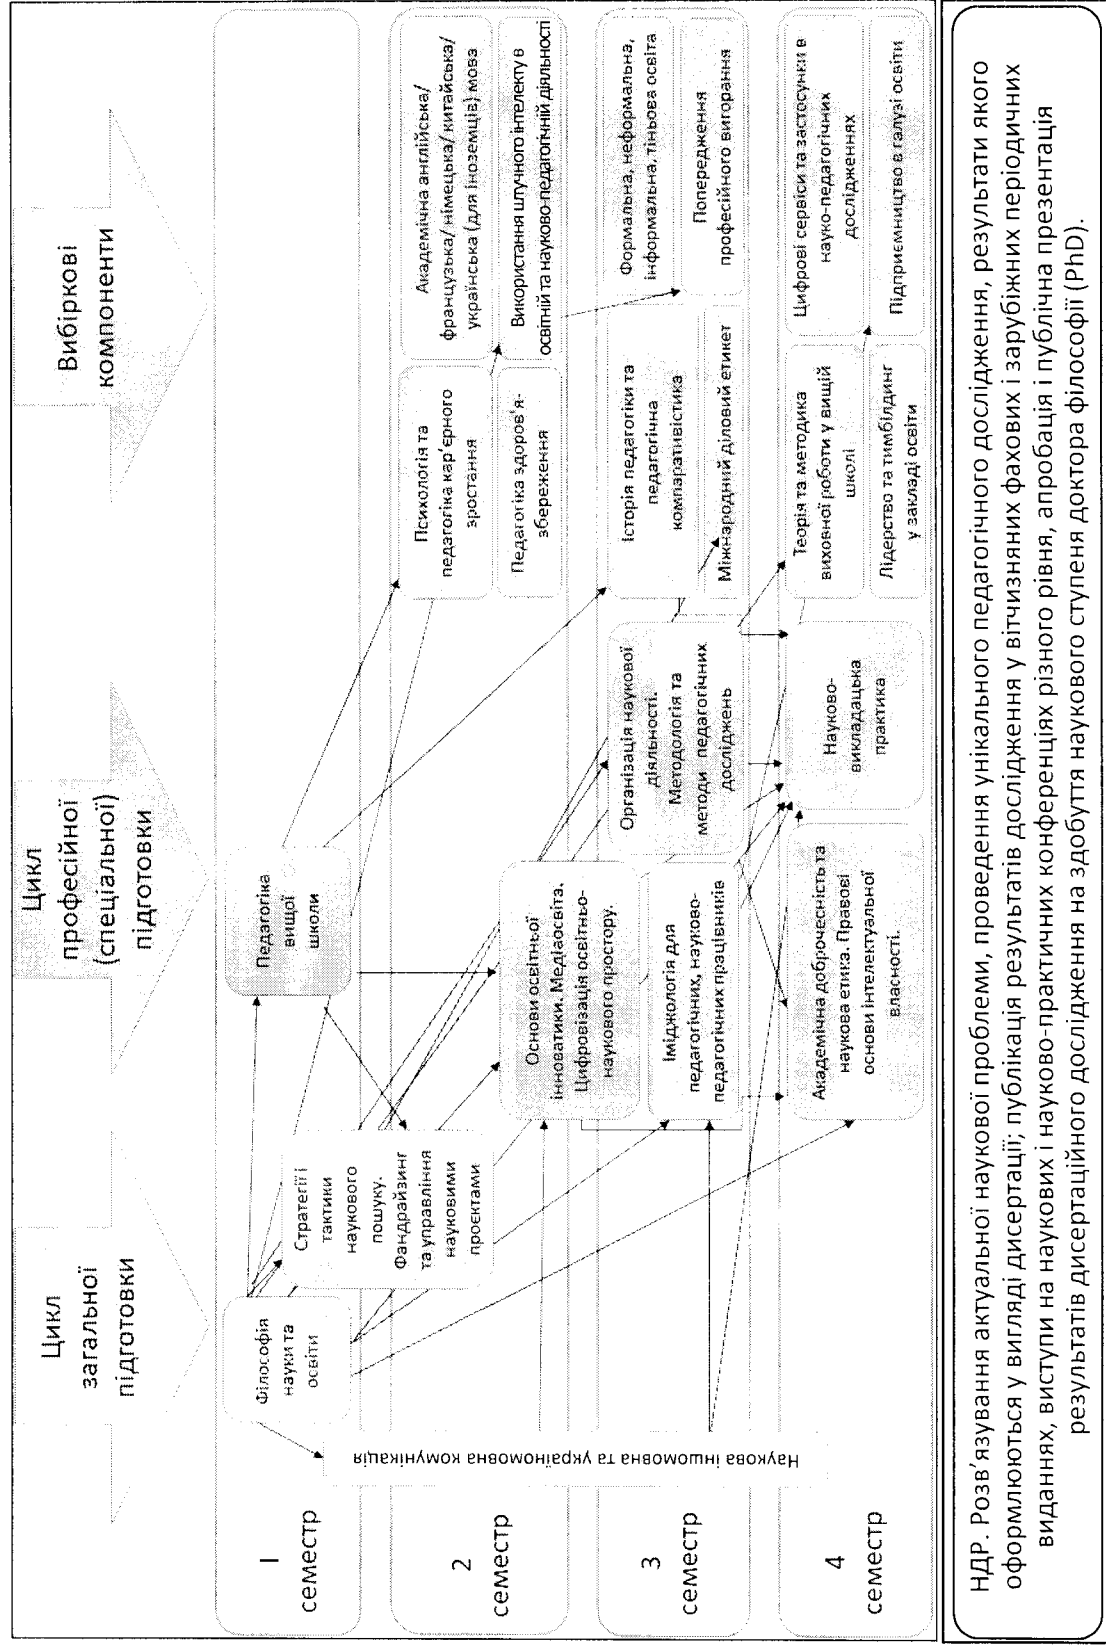 Цикл
загальної
підготовки
Цикл
професійної
(спеціальної)
підготовки
Вибіркові
компоненти
1
семестр
Філософія
науки та
освіти
Педагогіка
вищої
школи
Стратегії і
тактики
наукового
пошуку.
Фандрайзинг
та управління
науковими
проєктами
Наукова іншомовна та україномовна комунікація
2
семестр
Основи освітньої
інноватики. Медіаосвіта.
Цифровізація освітньо-
наукового простору.
Психологія та
педагогіка кар’єрного
зростання
Педагогіка здоров’я-
збереження
Академічна англійська/
французька/ німецька/ китайська/
українська (для іноземців) мова
Використання штучного інтелекту в
освітній та науково-педагогічній діяльності
3
семестр
Іміджологія для
педагогічних, науково-
педагогічних працівників
Організація наукової
діяльності.
Методологія та
методи педагогічних
досліджень
Історія педагогіки та
педагогічна
компаративістика
Міжнародний діловий етикет
Формальна, неформальна,
інформальна, тіньова освіта
Попередження
професійного вигорання
4
семестр
Академічна доброчесність та
наукова етика. Правові
основи інтелектуальної
власності.
Науково-
викладацька
практика
Теорія та методика
виховної роботи у вищій
школі
Лідерство та тимбілдинг
у закладі освіти
Цифрові сервіси та застосунки в
науко-педагогічних
дослідженнях
Підприємництво в галузі освіти
НДР. Розв’язування актуальної наукової проблеми, проведення унікального педагогічного дослідження, результати якого
оформлюються у вигляді дисертації; публікація результатів дослідження у вітчизняних фахових і зарубіжних періодичних
виданнях, виступи на наукових і науково-практичних конференціях різного рівня, апробація і публічна презентація
результатів дисертаційного дослідження на здобуття наукового ступеня доктора філософії (PhD).